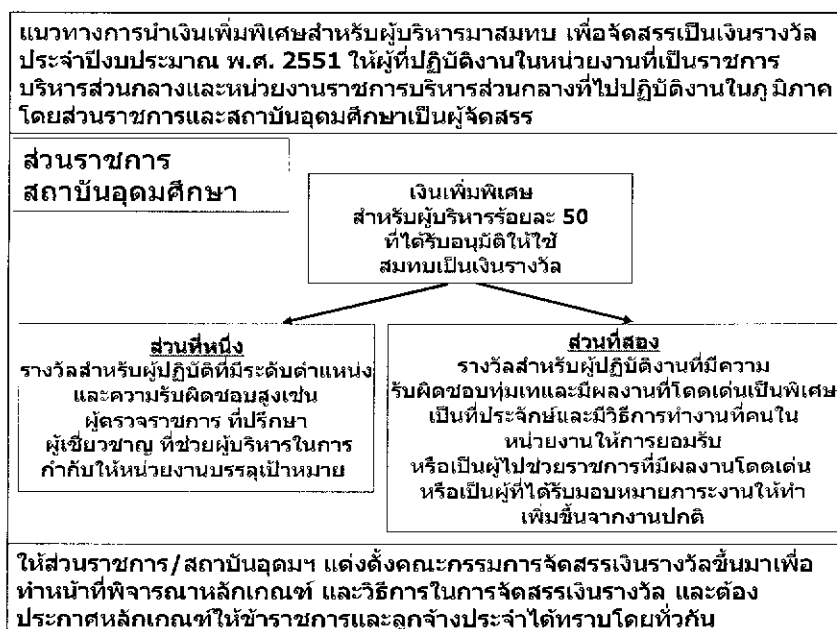 แนวทางการนำเงินเพิ่มพิเศษสำหรับผู้บริหารมาสมทบ เพื่อจัดสรรเป็นเงินรางวัล
ประจำปีงบประมาณ พ.ศ. 2551 ให้ผู้ที่ปฏิบัติงานในหน่วยงานที่เป็นราชการ
บริหารส่วนกลางและหน่วยงานราชการบริหารส่วนกลางที่ไปปฏิบัติงานในภูมิภาค
โดยส่วนราชการและสถาบันอุดมศึกษาเป็นผู้จัดสรร
ส่วนราชการ
สถาบันอุดมศึกษา
เงินเพิ่มพิเศษ
สำหรับผู้บริหารร้อยละ 50
ที่ได้รับอนุมัติให้ใช้
สมทบเป็นเงินรางวัล
ส่วนที่หนึ่ง
รางวัลสำหรับผู้ปฏิบัติที่มีระดับตำแหน่ง
และความรับผิดชอบสูงเช่น
ผู้ตรวจราชการ ที่ปรึกษา
ผู้เชี่ยวชาญ ที่ช่วยผู้บริหารในการ
กำกับให้หน่วยงานบรรลุเป้าหมาย
ส่วนที่สอง
รางวัลสำหรับผู้ปฏิบัติงานที่มีความ
รับผิดชอบทุ่มเทและมีผลงานที่โดดเด่นเป็นพิเศษ
เป็นที่ประจักษ์และมีวิธีการทำงานที่คนใน
หน่วยงานให้การยอมรับ
หรือเป็นผู้ไปช่วยราชการที่มีผลงานโดดเด่น
หรือเป็นผู้ที่ได้รับมอบหมายภาระงานให้ทำ
เพิ่มขึ้นจากงานปกติ
ให้ส่วนราชการ/สถาบันอุดมฯ แต่งตั้งคณะกรรมการจัดสรรเงินรางวัลขึ้นมาเพื่อ
ทำหน้าที่พิจารณาหลักเกณฑ์ และวิธีการในการจัดสรรเงินรางวัล และต้อง
ประกาศหลักเกณฑ์ให้ข้าราชการและลูกจ้างประจำได้ทราบโดยทั่วกัน